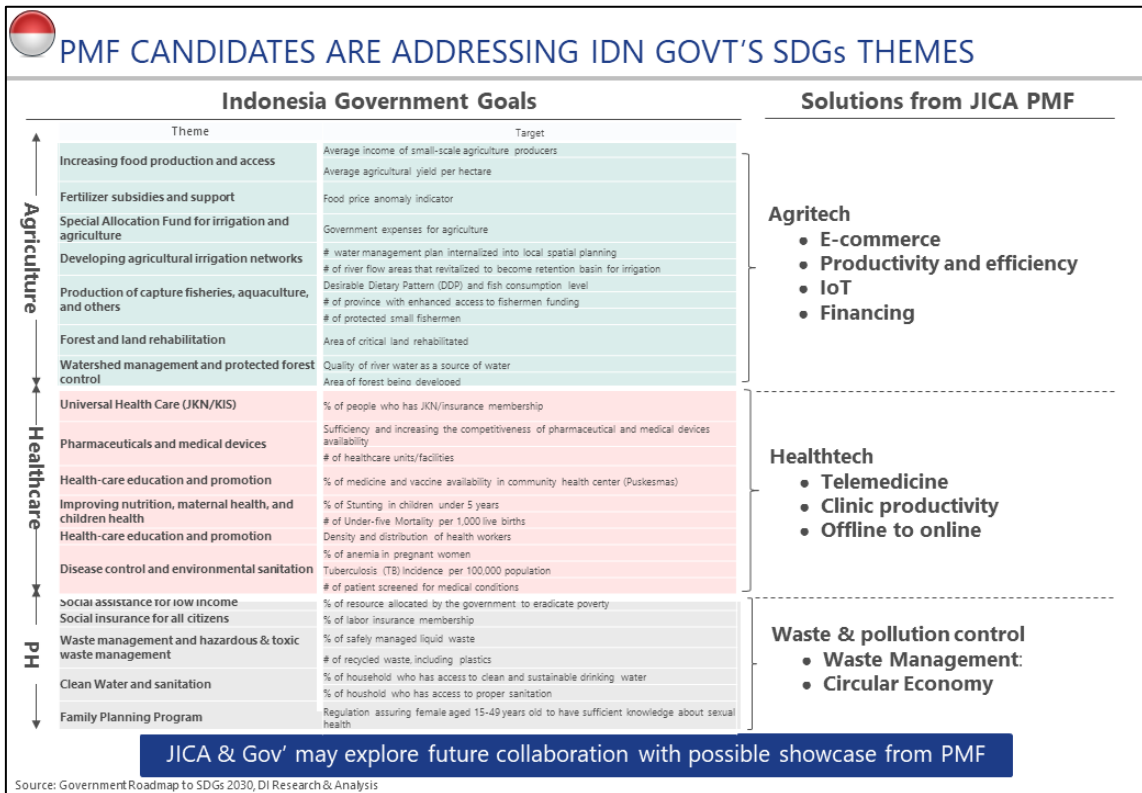 PMF CANDIDATES ARE ADDRESSING IDN GOVT'S SDGs THEMES
Indonesia Government Goals
Solutions from JICA PMF
Theme
Target
Agriculture
Increasing food production and access
Average income of small-scale agriculture producers
Average agricultural yield per hectare
Fertilizer subsidies and support
Food price anomaly indicator
Special Allocation Fund for irrigation and
agriculture
Government expenses for agriculture
Developing agricultural irrigation networks
# water management plan internalized into local spatial planning
# of river flow areas that revitalized to become retention basin for irrigation
Production of capture fisheries, aquaculture,
and others
Desirable Dietary Pattern (DDP) and fish consumption level
# of province with enhanced access to fishermen funding
# of protected small fishermen
Forest and land rehabilitation
Area of critical land rehabilitated
Watershed management and protected forest
control
Quality of river water as a source of water
Area of forest being developed
Agritech
• E-commerce
• Productivity and efficiency
• IoT
• Financing
Healthcare
Universal Health Care (JKN/KIS)
% of people who has JKN/insurance membership
Pharmaceuticals and medical devices
Sufficiency and increasing the competitiveness of pharmaceutical and medical devices
availability
# of healthcare units/facilities
Health-care education and promotion
% of medicine and vaccine availability in community health center (Puskesmas)
Improving nutrition, maternal health, and
children health
% of Stunting in children under 5 years
# of Under-five Mortality per 1,000 live births
Health-care education and promotion
Density and distribution of health workers
Disease control and environmental sanitation
% of anemia in pregnant women
Tuberculosis (TB) Incidence per 100,000 population
# of patient screened for medical conditions
Healthtech
• Telemedicine
• Clinic productivity
• Offline to online
PH
Social assistance for low income
% of resource allocated by the government to eradicate poverty
Social insurance for all citizens
% of labor insurance membership
Waste management and hazardous & toxic
waste management
% of safely managed liquid waste
# of recycled waste, including plastics
Clean Water and sanitation
% of household who has access to clean and sustainable drinking water
% of houshold who has access to proper sanitation
Family Planning Program
Regulation assuring female aged 15-49 years old to have sufficient knowledge about sexual
health
Waste & pollution control
• Waste Management:
• Circular Economy
JICA & Gov' may explore future collaboration with possible showcase from PMF
Source: Government Roadmap to SDGs 2030, DI Research & Analysis